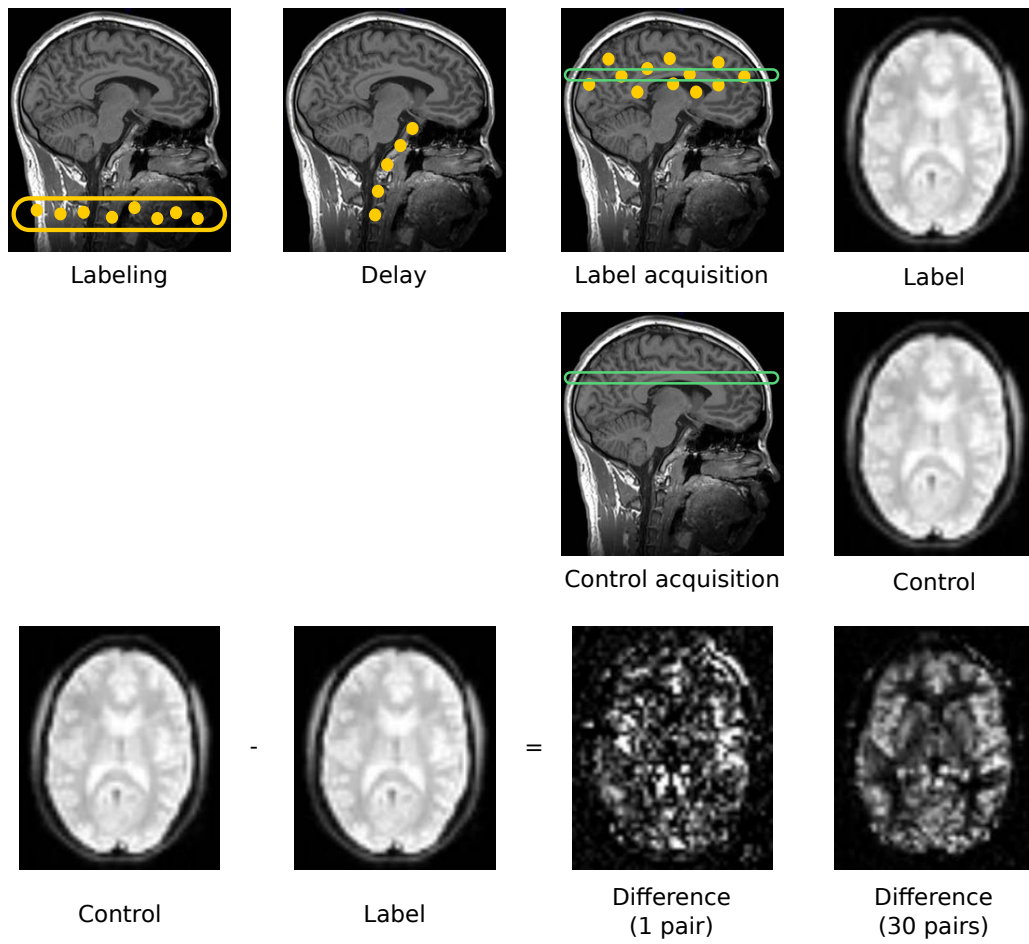 Labeling
Delay
Label acquisition
Label
Control acquisition
Control
-
=
Control
Label
Difference
(1 pair)
Difference
(30 pairs)